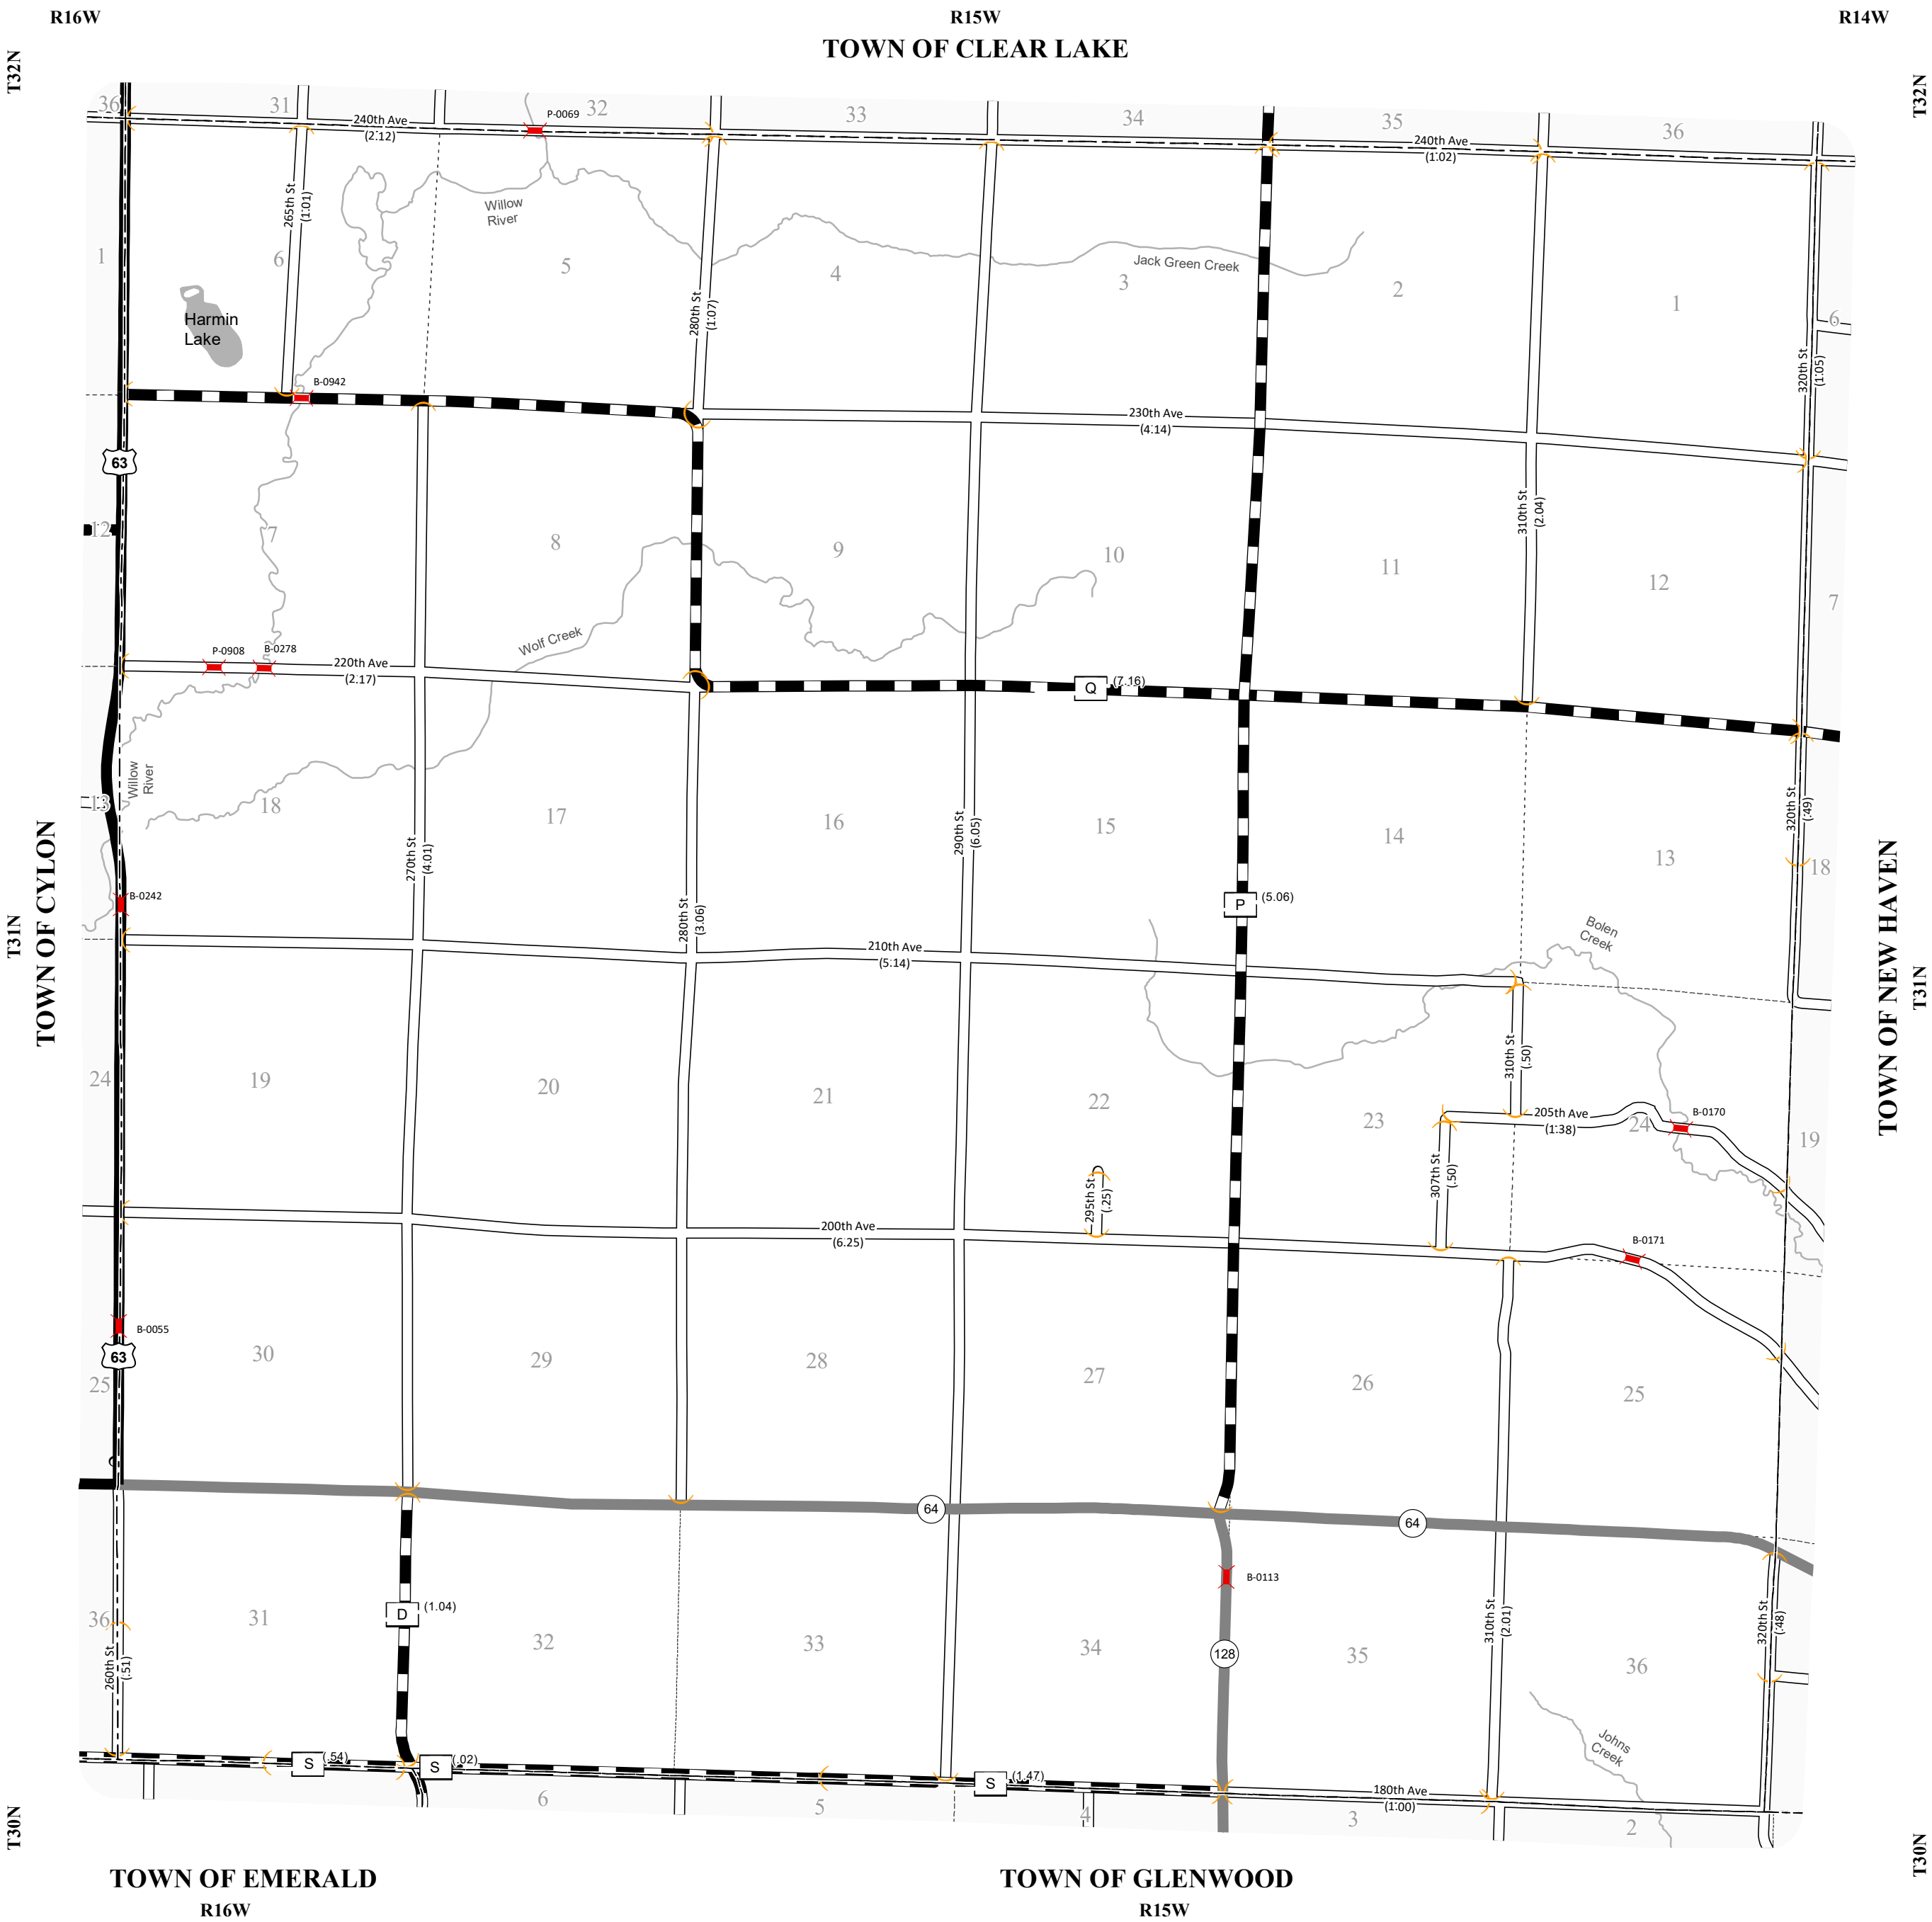 R16W
R15W
R14W
TOWN OF CLEAR LAKE
T32N
T32N
36
31
32
33
34
35
36
P-0069
240th Ave
(2.12)
240th Ave
(1.02)
265th St
(1.01)
Willow
River
1
6
5
4
3
2
1
6
Jack Green Creek
Harmin
Lake
280th St
(1.07)
320th St
(1.05)
B-0942
230th Ave
(4.14)
63
310th St
(2.04)
12
7
8
9
10
11
12
7
Wolf Creek
P-0908
B-0278
220th Ave
(2.17)
Q
(7.16)
Willow
River
13
18
17
16
15
14
13
18
270th St
(4.01)
290th St
(6.05)
320th St
(.49)
B-0242
280th St
(3.06)
P
(5.06)
TOWN OF CYLON
T31N
TOWN OF NEW HAVEN
T31N
210th Ave
(5.14)
Bolen
Creek
310th St
(.50)
24
19
20
21
22
23
24
19
205th Ave
(1.38)
B-0170
307th St
(.50)
295th St
(.25)
200th Ave
(6.25)
B-0171
B-0055
63
25
30
29
28
27
26
25
64
64
B-0113
D
(1.04)
36
31
32
33
34
35
36
128
260th St
(.51)
310th St
(2.01)
320th St
(.48)
Johns
Creek
S
(.54)
S
(.02)
S
(1.47)
180th Ave
(1.00)
6
5
4
3
2
T30N
T30N
TOWN OF EMERALD
TOWN OF GLENWOOD
R16W
R15W